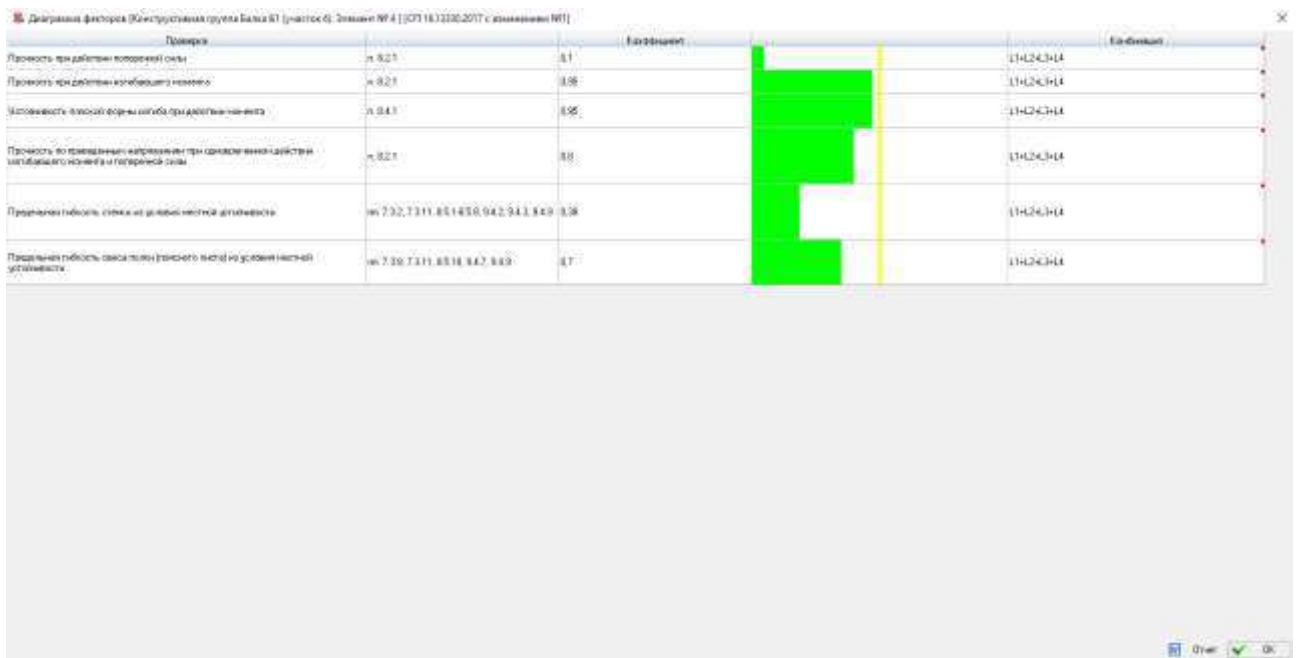 Диаграмма факторов [Конструктивная группа Балка Б1 (участок 6). Элемент № 4 ] [СП 16.13330.2017 с изменениями №1]
Проверка Коэффициент Комбинация
Прочность при действии поперечной силы п. 8.2.1 0,1 L1+L2+L3+L4
Прочность при действии изгибающего момента п. 8.2.1 0,95 L1+L2+L3+L4
Устойчивость плоской формы изгиба при действии момента п. 8.4.1 0,95 L1+L2+L3+L4
Прочность по приведенным напряжениям при одновременном действии
изгибающего момента и поперечной силы п. 8.2.1 0,8 L1+L2+L3+L4
Предельная гибкость стенки из условия местной устойчивости 0,38 L1+L2+L3+L4
Предельная гибкость свеса полки (поясного листа) из условия местной
устойчивости 0,7 L1+L2+L3+L4
Отчет OK